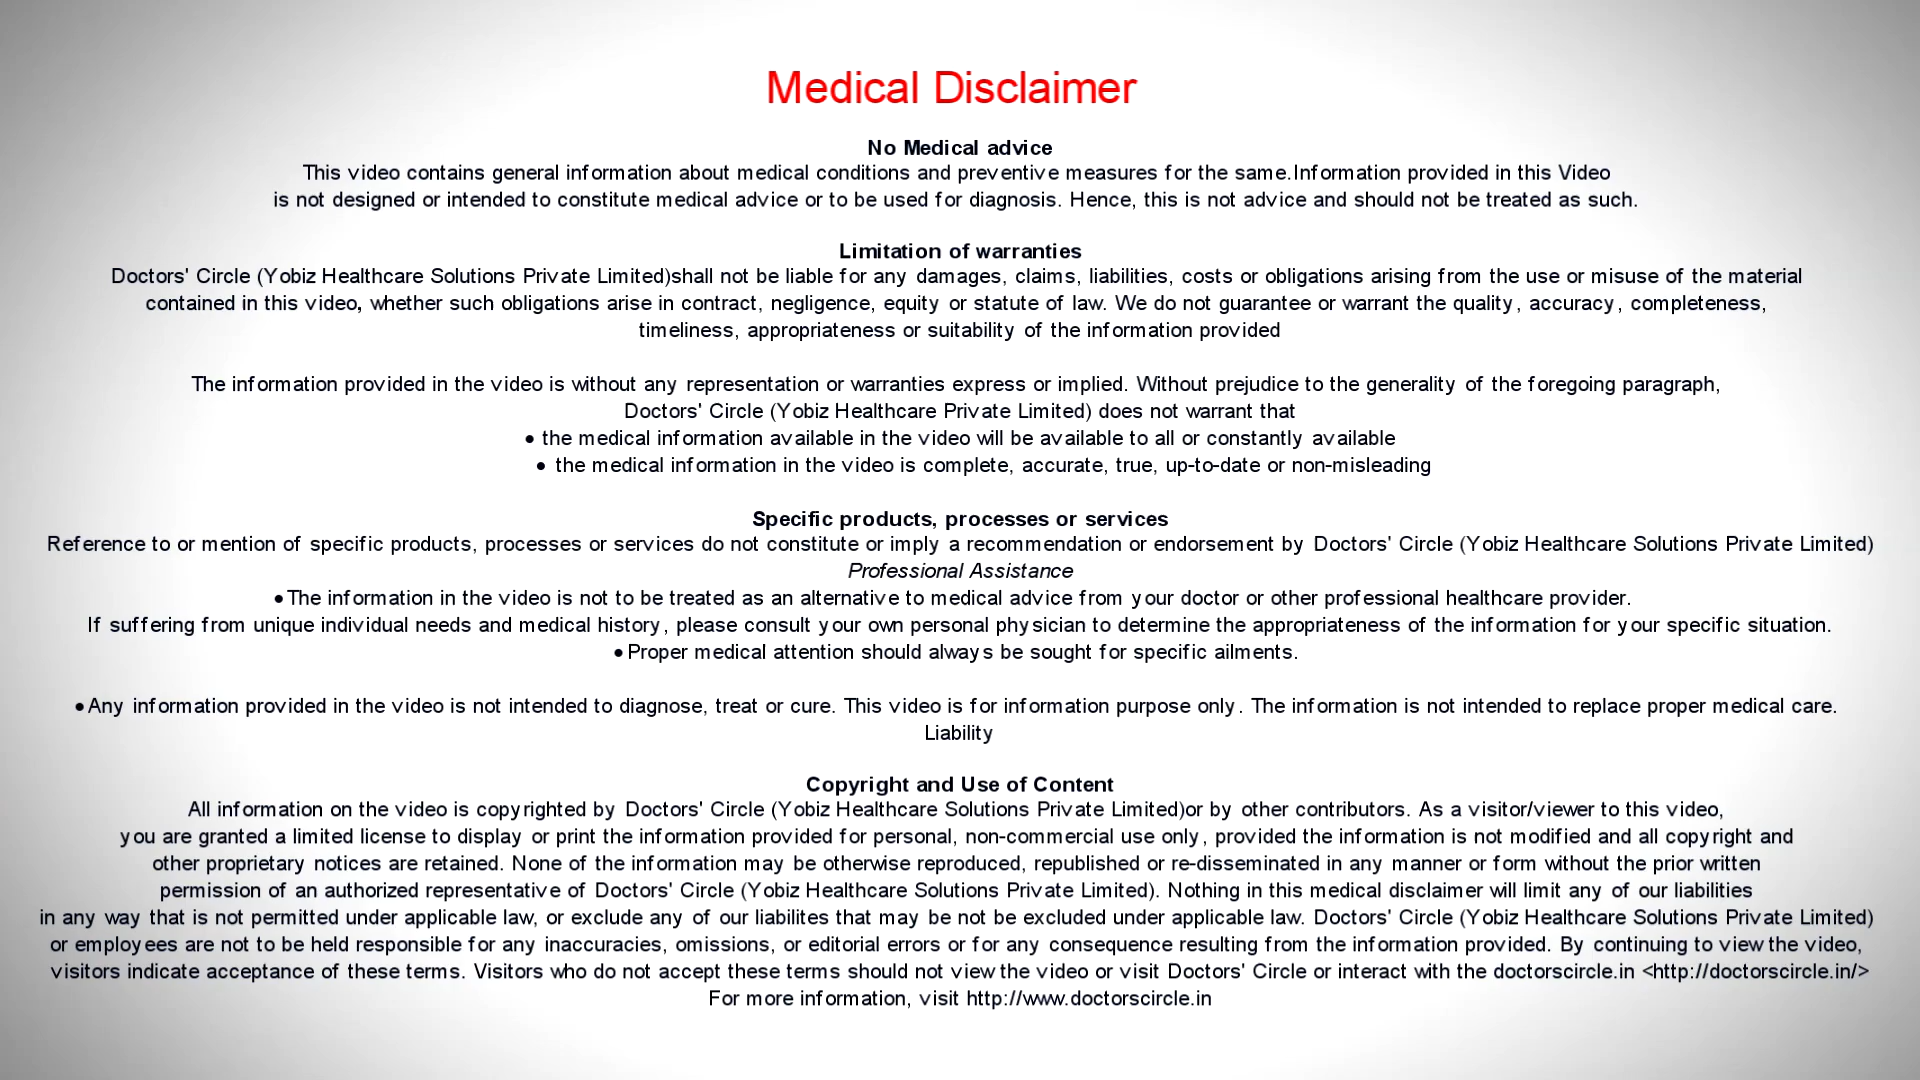 Medical Disclaimer
No Medical advice
This video contains general information about medical conditions and preventive measures for the same.Information provided in this Video
is not designed or intended to constitute medical advice or to be used for diagnosis. Hence, this is not advice and should not be treated as such.
Limitation of warranties
Doctors' Circle (Yobiz Healthcare Solutions Private Limited)shall not be liable for any damages, claims, liabilities, costs or obligations arising from the use or misuse of the material
contained in this video, whether such obligations arise in contract, negligence, equity or statute of law. We do not guarantee or warrant the quality, accuracy, completeness,
timeliness, appropriateness or suitability of the information provided
The information provided in the video is without any representation or warranties express or implied. Without prejudice to the generality of the foregoing paragraph,
Doctors' Circle (Yobiz Healthcare Private Limited) does not warrant that
• the medical information available in the video will be available to all or constantly available
• the medical information in the video is complete, accurate, true, up-to-date or non-misleading
Specific products, processes or services
Reference to or mention of specific products, processes or services do not constitute or imply a recommendation or endorsement by Doctors' Circle (Yobiz Healthcare Solutions Private Limited)
Professional Assistance
•The information in the video is not to be treated as an alternative to medical advice from your doctor or other professional healthcare provider.
If suffering from unique individual needs and medical history, please consult your own personal physician to determine the appropriateness of the information for your specific situation.
•Proper medical attention should always be sought for specific ailments.
•Any information provided in the video is not intended to diagnose, treat or cure. This video is for information purpose only. The information is not intended to replace proper medical care.
Liability
Copyright and Use of Content
All information on the video is copyrighted by Doctors' Circle (Yobiz Healthcare Solutions Private Limited)or by other contributors. As a visitor/viewer to this video,
you are granted a limited license to display or print the information provided for personal, non-commercial use only, provided the information is not modified and all copyright and
other proprietary notices are retained. None of the information may be otherwise reproduced, republished or re-disseminated in any manner or form without the prior written
permission of an authorized representative of Doctors' Circle (Yobiz Healthcare Solutions Private Limited). Nothing in this medical disclaimer will limit any of our liabilities
in any way that is not permitted under applicable law, or exclude any of our liabilites that may be not be excluded under applicable law. Doctors' Circle (Yobiz Healthcare Solutions Private Limited)
or employees are not to be held responsible for any inaccuracies, omissions, or editorial errors or for any consequence resulting from the information provided. By continuing to view the video,
visitors indicate acceptance of these terms. Visitors who do not accept these terms should not view the video or visit Doctors' Circle or interact with the doctorscircle.in <http://doctorscircle.in/>
For more information, visit http://www.doctorscircle.in